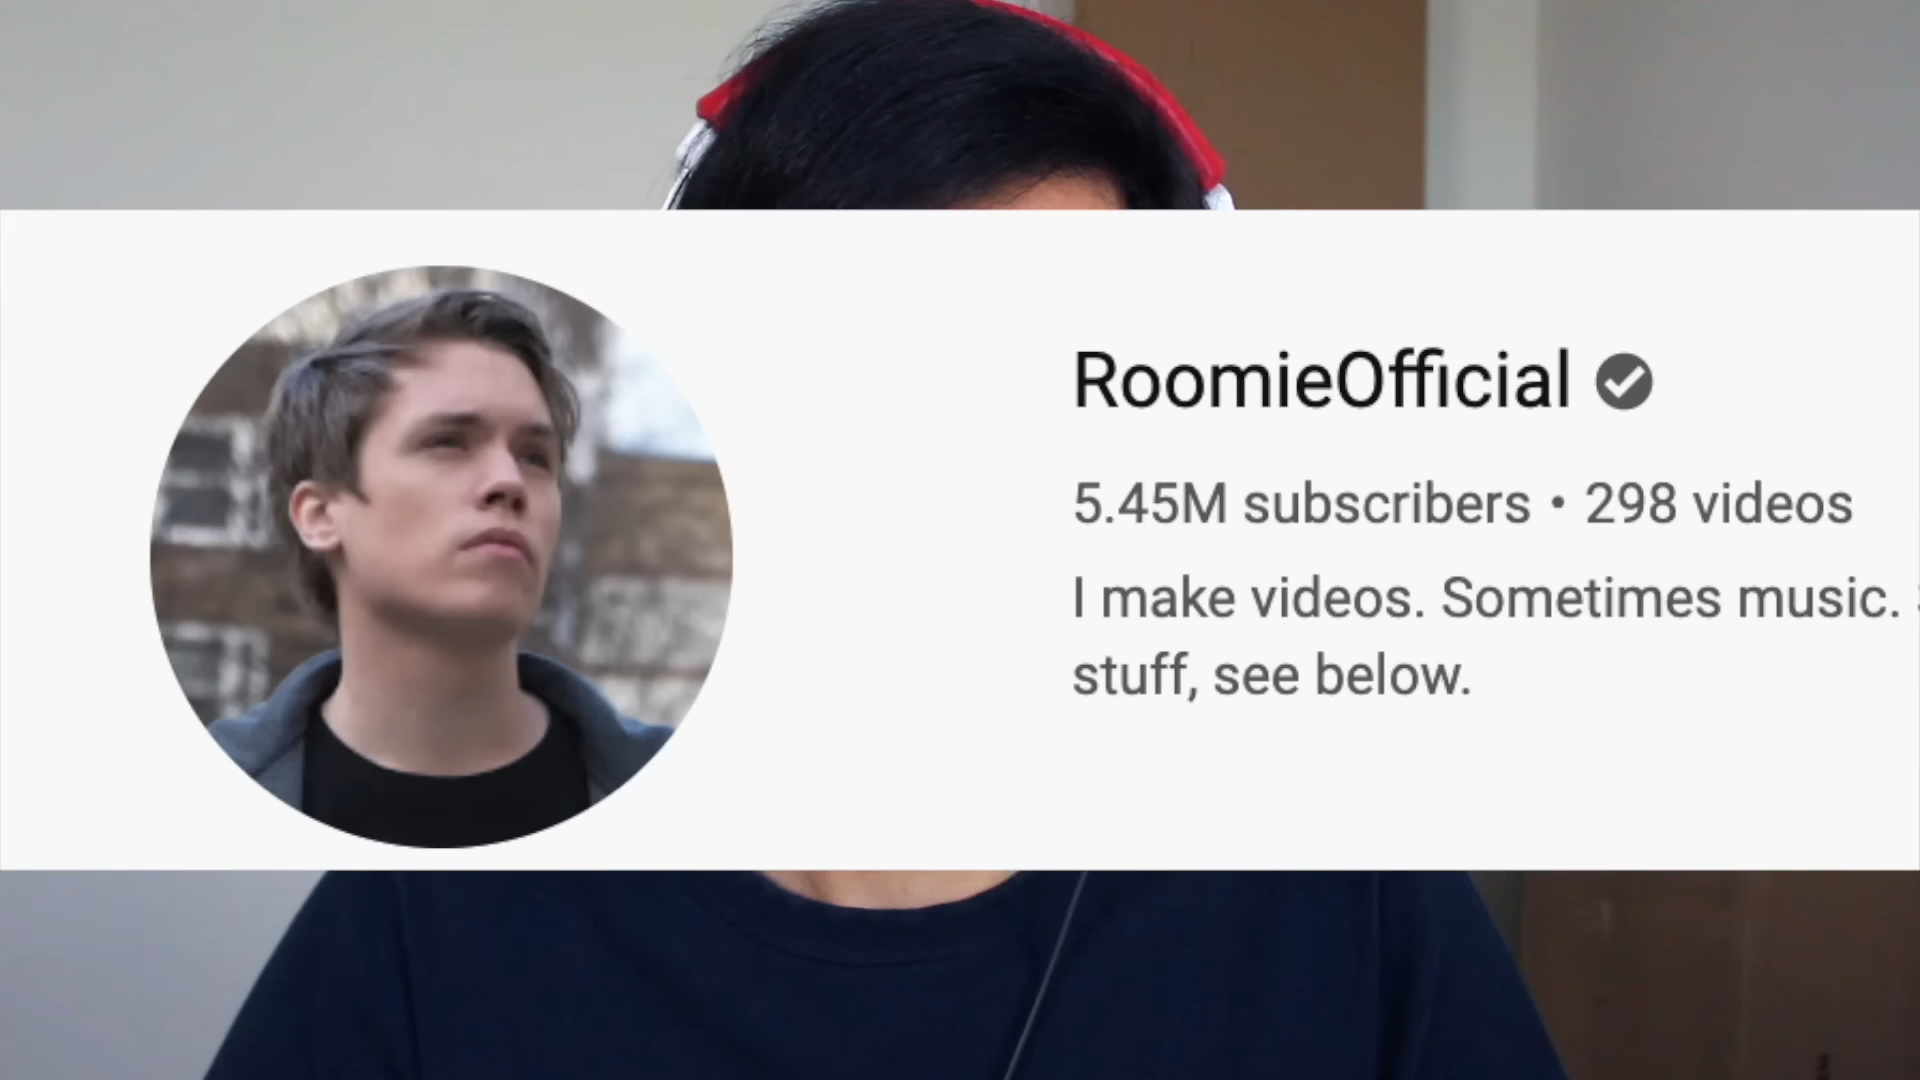 RoomieOfficial
5.45M subscribers • 298 videos
I make videos. Sometimes music.
stuff, see below.